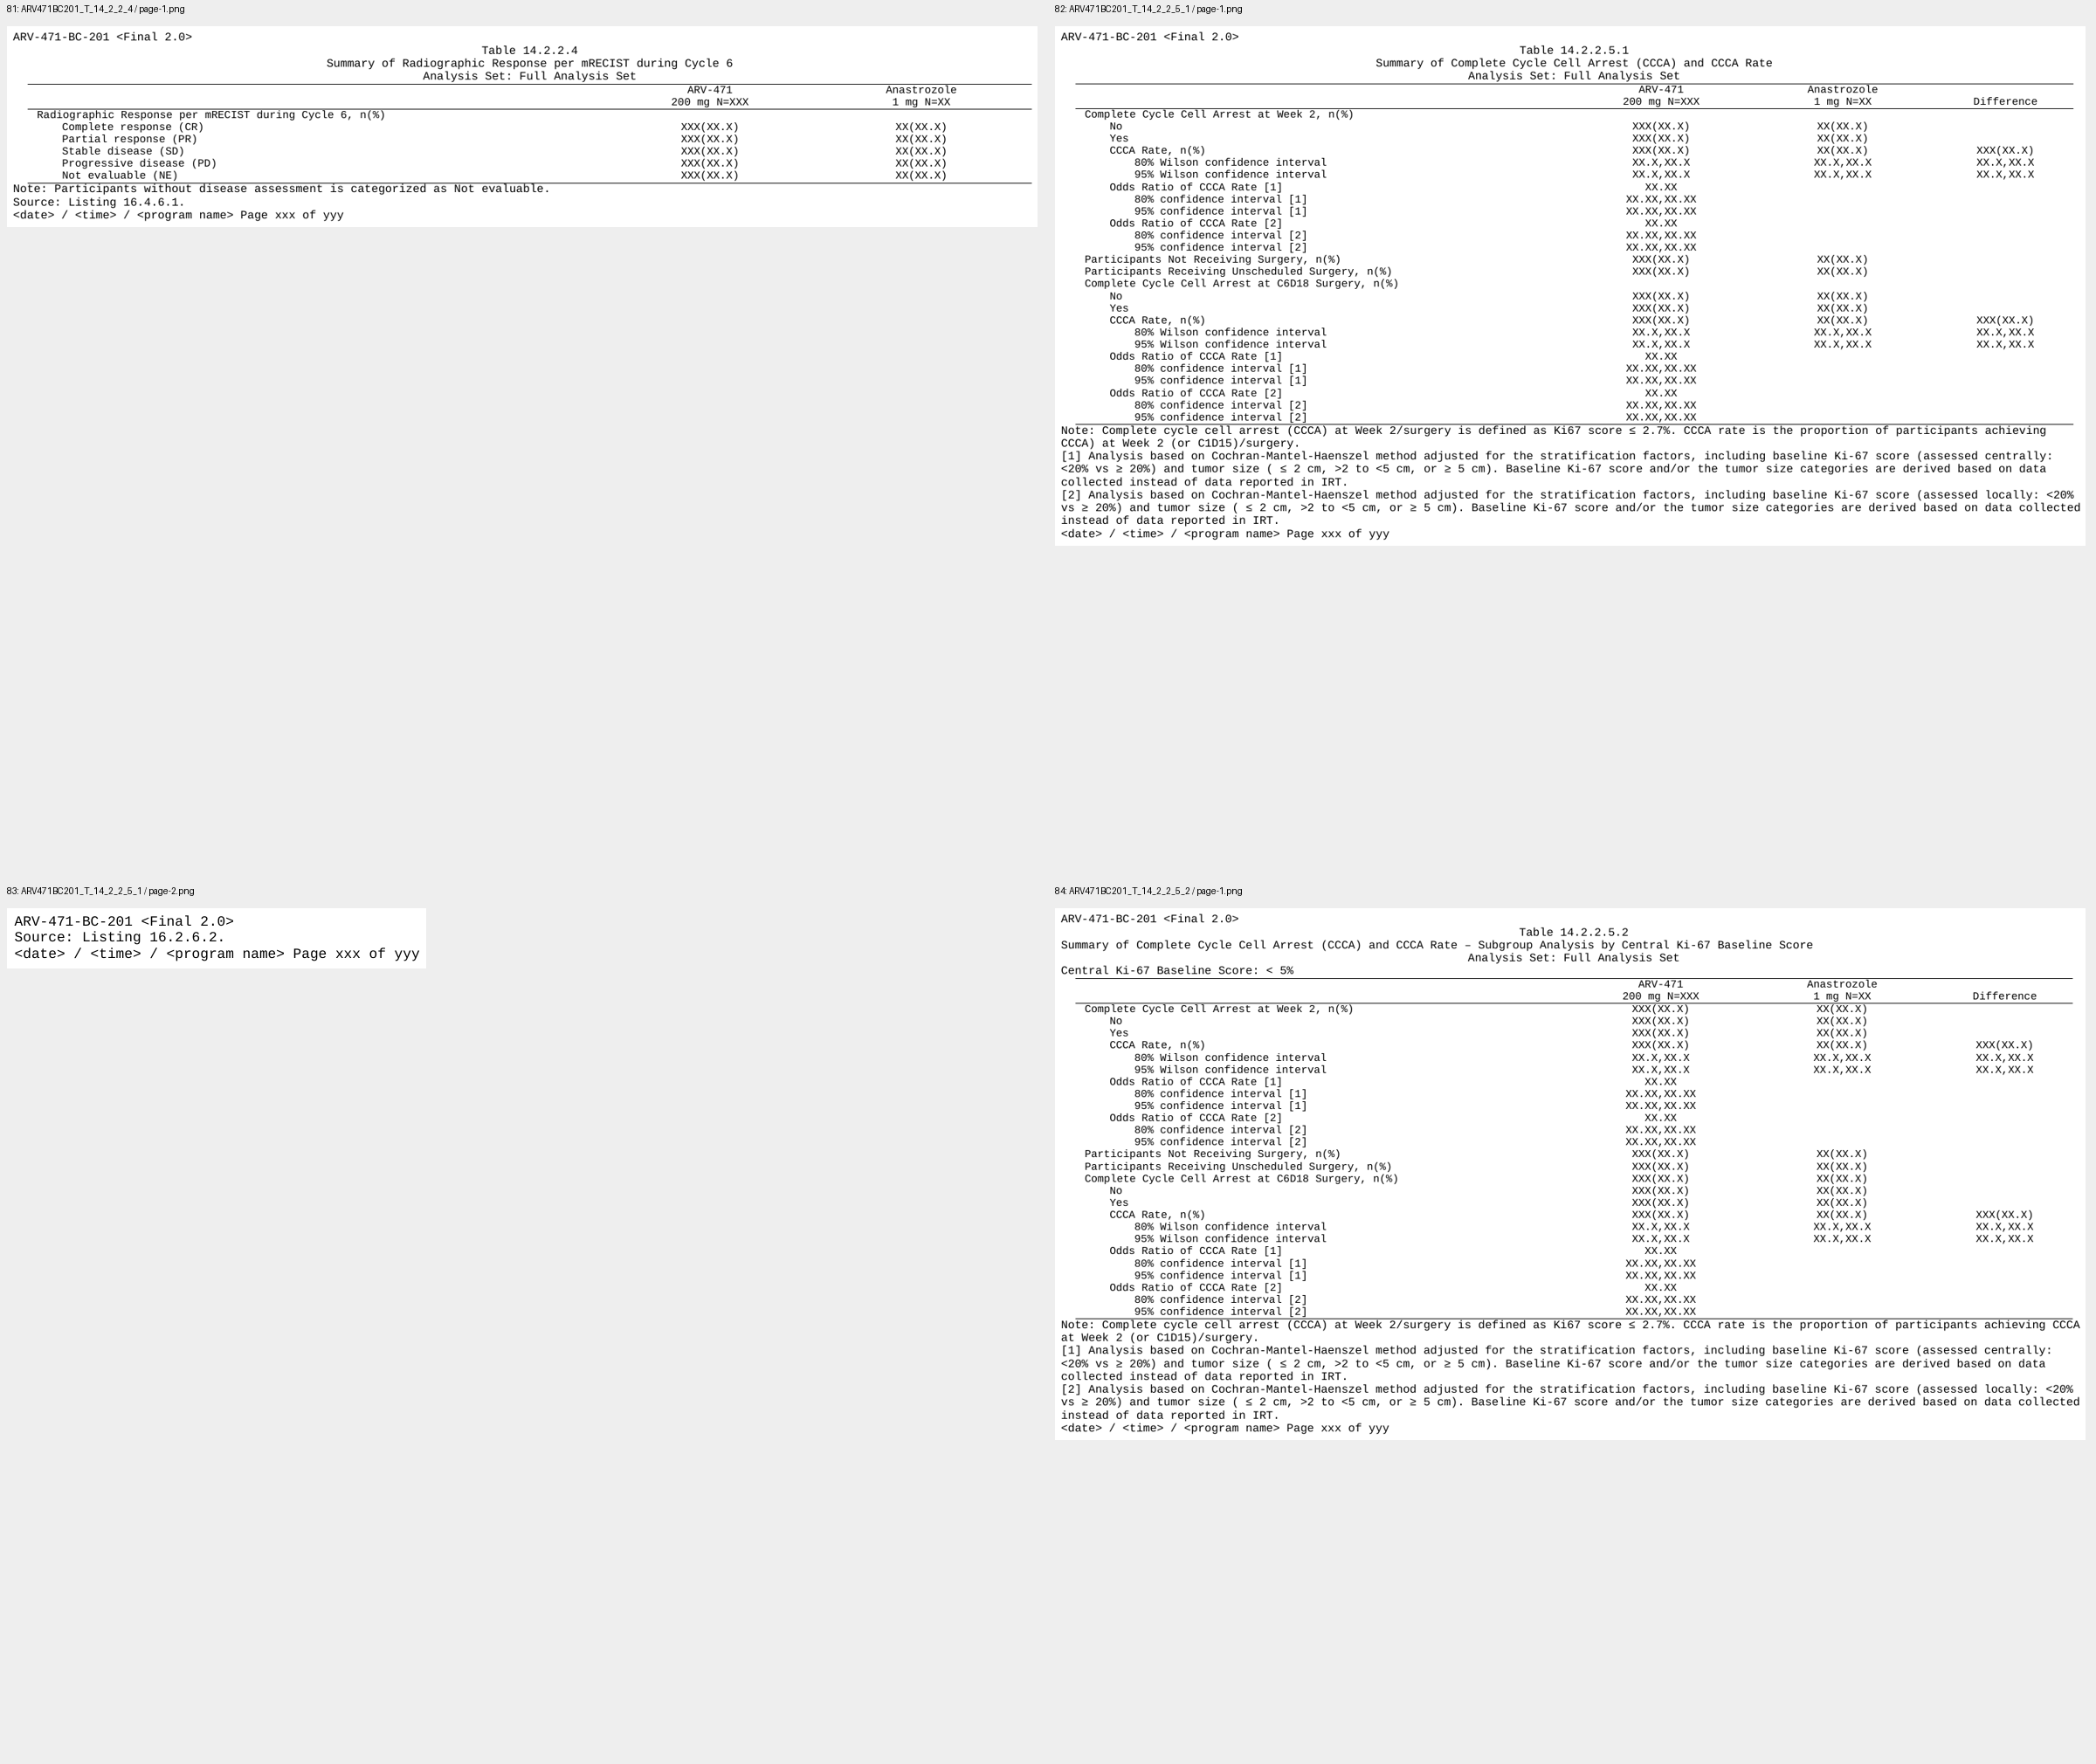 81: ARV471BC201_T_14_2_2_4 / page-1.png
ARV-471-BC-201 <Final 2.0>
Table 14.2.2.4
Summary of Radiographic Response per mRECIST during Cycle 6
Analysis Set: Full Analysis Set
ARV-471 Anastrozole
200 mg N=XXX 1 mg N=XX
Radiographic Response per mRECIST during Cycle 6, n(%)
Complete response (CR) XXX(XX.X) XX(XX.X)
Partial response (PR) XXX(XX.X) XX(XX.X)
Stable disease (SD) XXX(XX.X) XX(XX.X)
Progressive disease (PD) XXX(XX.X) XX(XX.X)
Not evaluable (NE) XXX(XX.X) XX(XX.X)
Note: Participants without disease assessment is categorized as Not evaluable.
Source: Listing 16.4.6.1.
<date> / <time> / <program name> Page xxx of yyy
82: ARV471BC201_T_14_2_2_5_1 / page-1.png
ARV-471-BC-201 <Final 2.0>
Table 14.2.2.5.1
Summary of Complete Cycle Cell Arrest (CCCA) and CCCA Rate
Analysis Set: Full Analysis Set
ARV-471 Anastrozole
200 mg N=XXX 1 mg N=XX Difference
Complete Cycle Cell Arrest at Week 2, n(%)
No XXX(XX.X) XX(XX.X)
Yes XXX(XX.X) XX(XX.X)
CCCA Rate, n(%) XXX(XX.X) XX(XX.X) XXX(XX.X)
80% Wilson confidence interval XX.X,XX.X XX.X,XX.X XX.X,XX.X
95% Wilson confidence interval XX.X,XX.X XX.X,XX.X XX.X,XX.X
Odds Ratio of CCCA Rate [1] XX.XX
80% confidence interval [1] XX.XX,XX.XX
95% confidence interval [1] XX.XX,XX.XX
Odds Ratio of CCCA Rate [2] XX.XX
80% confidence interval [2] XX.XX,XX.XX
95% confidence interval [2] XX.XX,XX.XX
Participants Not Receiving Surgery, n(%) XXX(XX.X) XX(XX.X)
Participants Receiving Unscheduled Surgery, n(%) XXX(XX.X) XX(XX.X)
Complete Cycle Cell Arrest at C6D18 Surgery, n(%)
No XXX(XX.X) XX(XX.X)
Yes XXX(XX.X) XX(XX.X)
CCCA Rate, n(%) XXX(XX.X) XX(XX.X) XXX(XX.X)
80% Wilson confidence interval XX.X,XX.X XX.X,XX.X XX.X,XX.X
95% Wilson confidence interval XX.X,XX.X XX.X,XX.X XX.X,XX.X
Odds Ratio of CCCA Rate [1] XX.XX
80% confidence interval [1] XX.XX,XX.XX
95% confidence interval [1] XX.XX,XX.XX
Odds Ratio of CCCA Rate [2] XX.XX
80% confidence interval [2] XX.XX,XX.XX
95% confidence interval [2] XX.XX,XX.XX
Note: Complete cycle cell arrest (CCCA) at Week 2/surgery is defined as Ki67 score ≤ 2.7%. CCCA rate is the proportion of participants achieving
CCCA) at Week 2 (or C1D15)/surgery.
[1] Analysis based on Cochran-Mantel-Haenszel method adjusted for the stratification factors, including baseline Ki-67 score (assessed centrally:
<20% vs ≥ 20%) and tumor size ( ≤ 2 cm, >2 to <5 cm, or ≥ 5 cm). Baseline Ki-67 score and/or the tumor size categories are derived based on data
collected instead of data reported in IRT.
[2] Analysis based on Cochran-Mantel-Haenszel method adjusted for the stratification factors, including baseline Ki-67 score (assessed locally: <20%
vs ≥ 20%) and tumor size ( ≤ 2 cm, >2 to <5 cm, or ≥ 5 cm). Baseline Ki-67 score and/or the tumor size categories are derived based on data collected
instead of data reported in IRT.
<date> / <time> / <program name> Page xxx of yyy
83: ARV471BC201_T_14_2_2_5_1 / page-2.png
ARV-471-BC-201 <Final 2.0>
Source: Listing 16.2.6.2.
<date> / <time> / <program name> Page xxx of yyy
84: ARV471BC201_T_14_2_2_5_2 / page-1.png
ARV-471-BC-201 <Final 2.0>
Table 14.2.2.5.2
Summary of Complete Cycle Cell Arrest (CCCA) and CCCA Rate – Subgroup Analysis by Central Ki-67 Baseline Score
Analysis Set: Full Analysis Set
Central Ki-67 Baseline Score: < 5%
ARV-471 Anastrozole
200 mg N=XXX 1 mg N=XX Difference
Complete Cycle Cell Arrest at Week 2, n(%) XXX(XX.X) XX(XX.X)
No XXX(XX.X) XX(XX.X)
Yes XXX(XX.X) XX(XX.X)
CCCA Rate, n(%) XXX(XX.X) XX(XX.X) XXX(XX.X)
80% Wilson confidence interval XX.X,XX.X XX.X,XX.X XX.X,XX.X
95% Wilson confidence interval XX.X,XX.X XX.X,XX.X XX.X,XX.X
Odds Ratio of CCCA Rate [1] XX.XX
80% confidence interval [1] XX.XX,XX.XX
95% confidence interval [1] XX.XX,XX.XX
Odds Ratio of CCCA Rate [2] XX.XX
80% confidence interval [2] XX.XX,XX.XX
95% confidence interval [2] XX.XX,XX.XX
Participants Not Receiving Surgery, n(%) XXX(XX.X) XX(XX.X)
Participants Receiving Unscheduled Surgery, n(%) XXX(XX.X) XX(XX.X)
Complete Cycle Cell Arrest at C6D18 Surgery, n(%) XXX(XX.X) XX(XX.X)
No XXX(XX.X) XX(XX.X)
Yes XXX(XX.X) XX(XX.X)
CCCA Rate, n(%) XXX(XX.X) XX(XX.X) XXX(XX.X)
80% Wilson confidence interval XX.X,XX.X XX.X,XX.X XX.X,XX.X
95% Wilson confidence interval XX.X,XX.X XX.X,XX.X XX.X,XX.X
Odds Ratio of CCCA Rate [1] XX.XX
80% confidence interval [1] XX.XX,XX.XX
95% confidence interval [1] XX.XX,XX.XX
Odds Ratio of CCCA Rate [2] XX.XX
80% confidence interval [2] XX.XX,XX.XX
95% confidence interval [2] XX.XX,XX.XX
Note: Complete cycle cell arrest (CCCA) at Week 2/surgery is defined as Ki67 score ≤ 2.7%. CCCA rate is the proportion of participants achieving CCCA
at Week 2 (or C1D15)/surgery.
[1] Analysis based on Cochran-Mantel-Haenszel method adjusted for the stratification factors, including baseline Ki-67 score (assessed centrally:
<20% vs ≥ 20%) and tumor size ( ≤ 2 cm, >2 to <5 cm, or ≥ 5 cm). Baseline Ki-67 score and/or the tumor size categories are derived based on data
collected instead of data reported in IRT.
[2] Analysis based on Cochran-Mantel-Haenszel method adjusted for the stratification factors, including baseline Ki-67 score (assessed locally: <20%
vs ≥ 20%) and tumor size ( ≤ 2 cm, >2 to <5 cm, or ≥ 5 cm). Baseline Ki-67 score and/or the tumor size categories are derived based on data collected
instead of data reported in IRT.
<date> / <time> / <program name> Page xxx of yyy